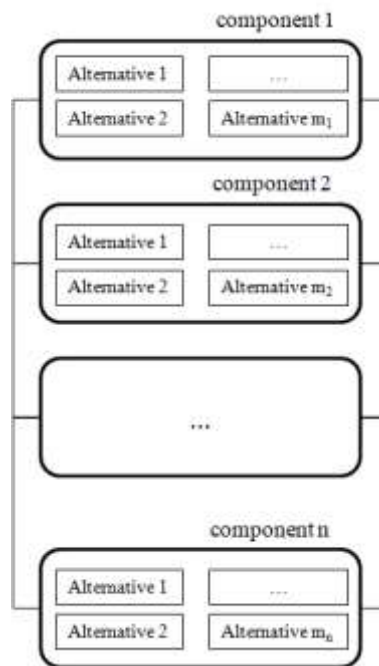 component 1
Alternative 1 ...
Alternative 2 Alternative m₁
component 2
Alternative 1 ...
Alternative 2 Alternative m₂
...
component n
Alternative 1 ...
Alternative 2 Alternative mₙ